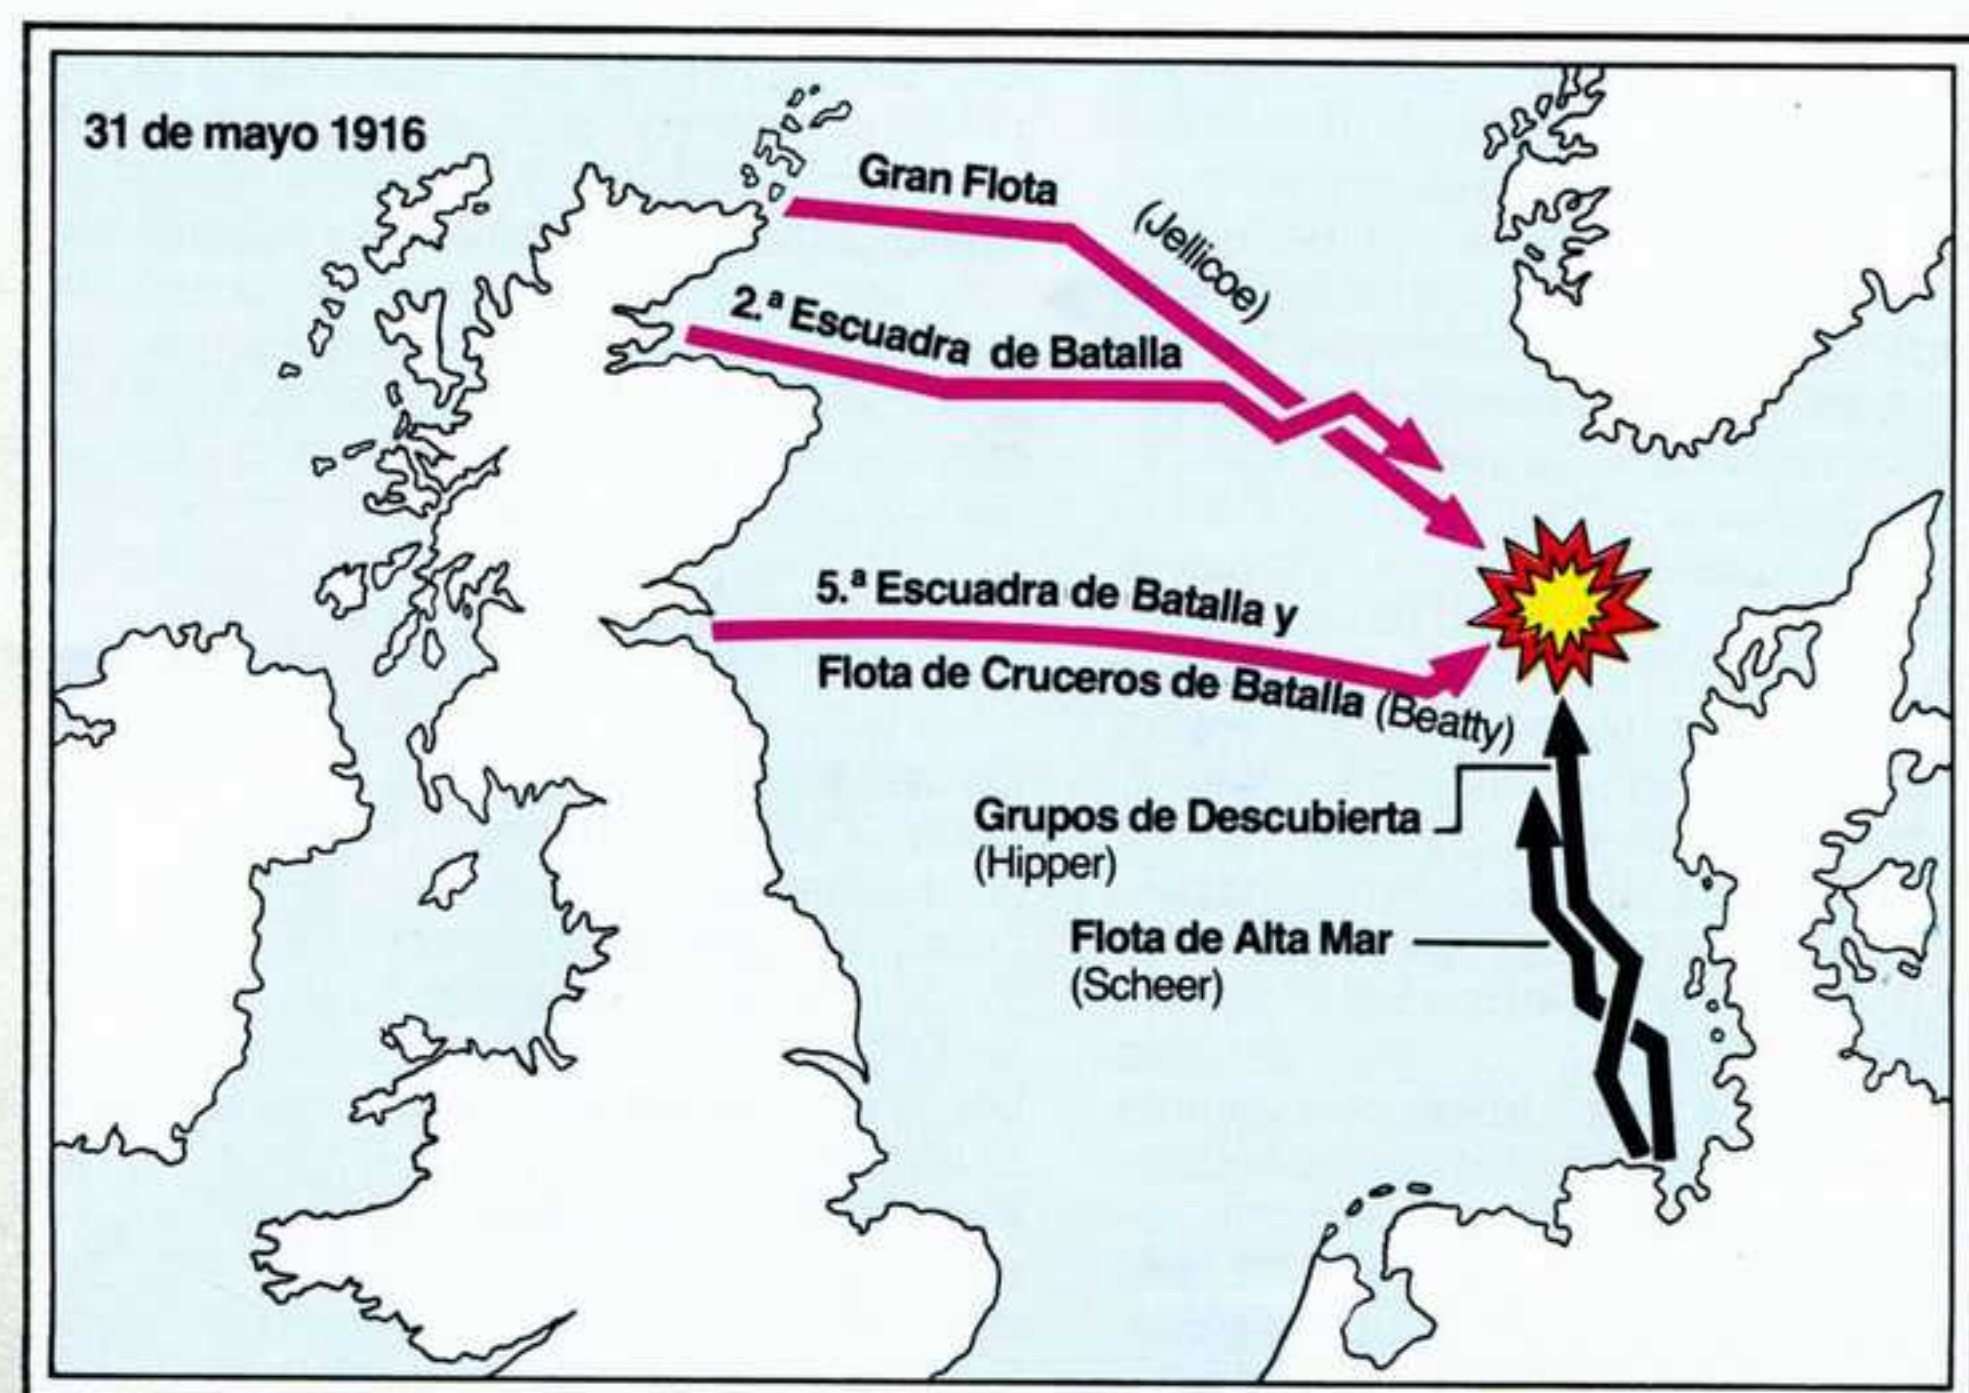 31 de mayo 1916
Gran Flota
(Jellicoe)
2.ª Escuadra de Batalla
5.ª Escuadra de Batalla y
Flota de Cruceros de Batalla (Beatty)
Grupos de Descubierta
(Hipper)
Flota de Alta Mar
(Scheer)